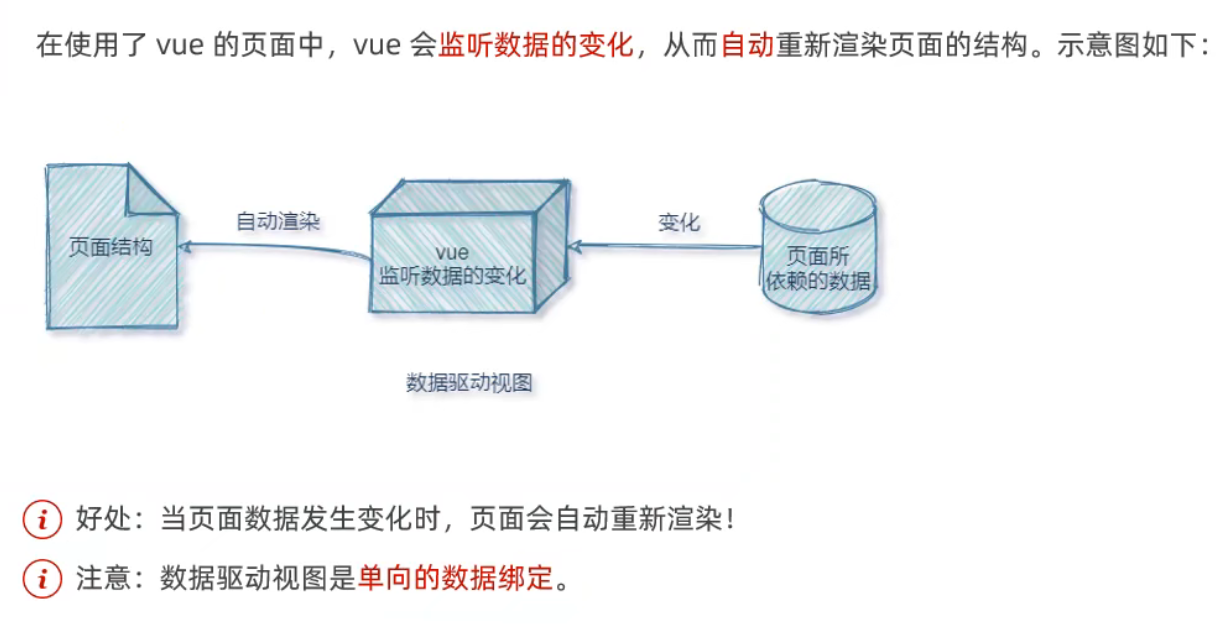 在使用了 vue 的页面中，vue 会监听数据的变化，从而自动重新渲染页面的结构。示意图如下：
页面结构
自动渲染
vue
监听数据的变化
变化
页面所
依赖的数据
数据驱动视图
好处：当页面数据发生变化时，页面会自动重新渲染！
注意：数据驱动视图是单向的数据绑定。